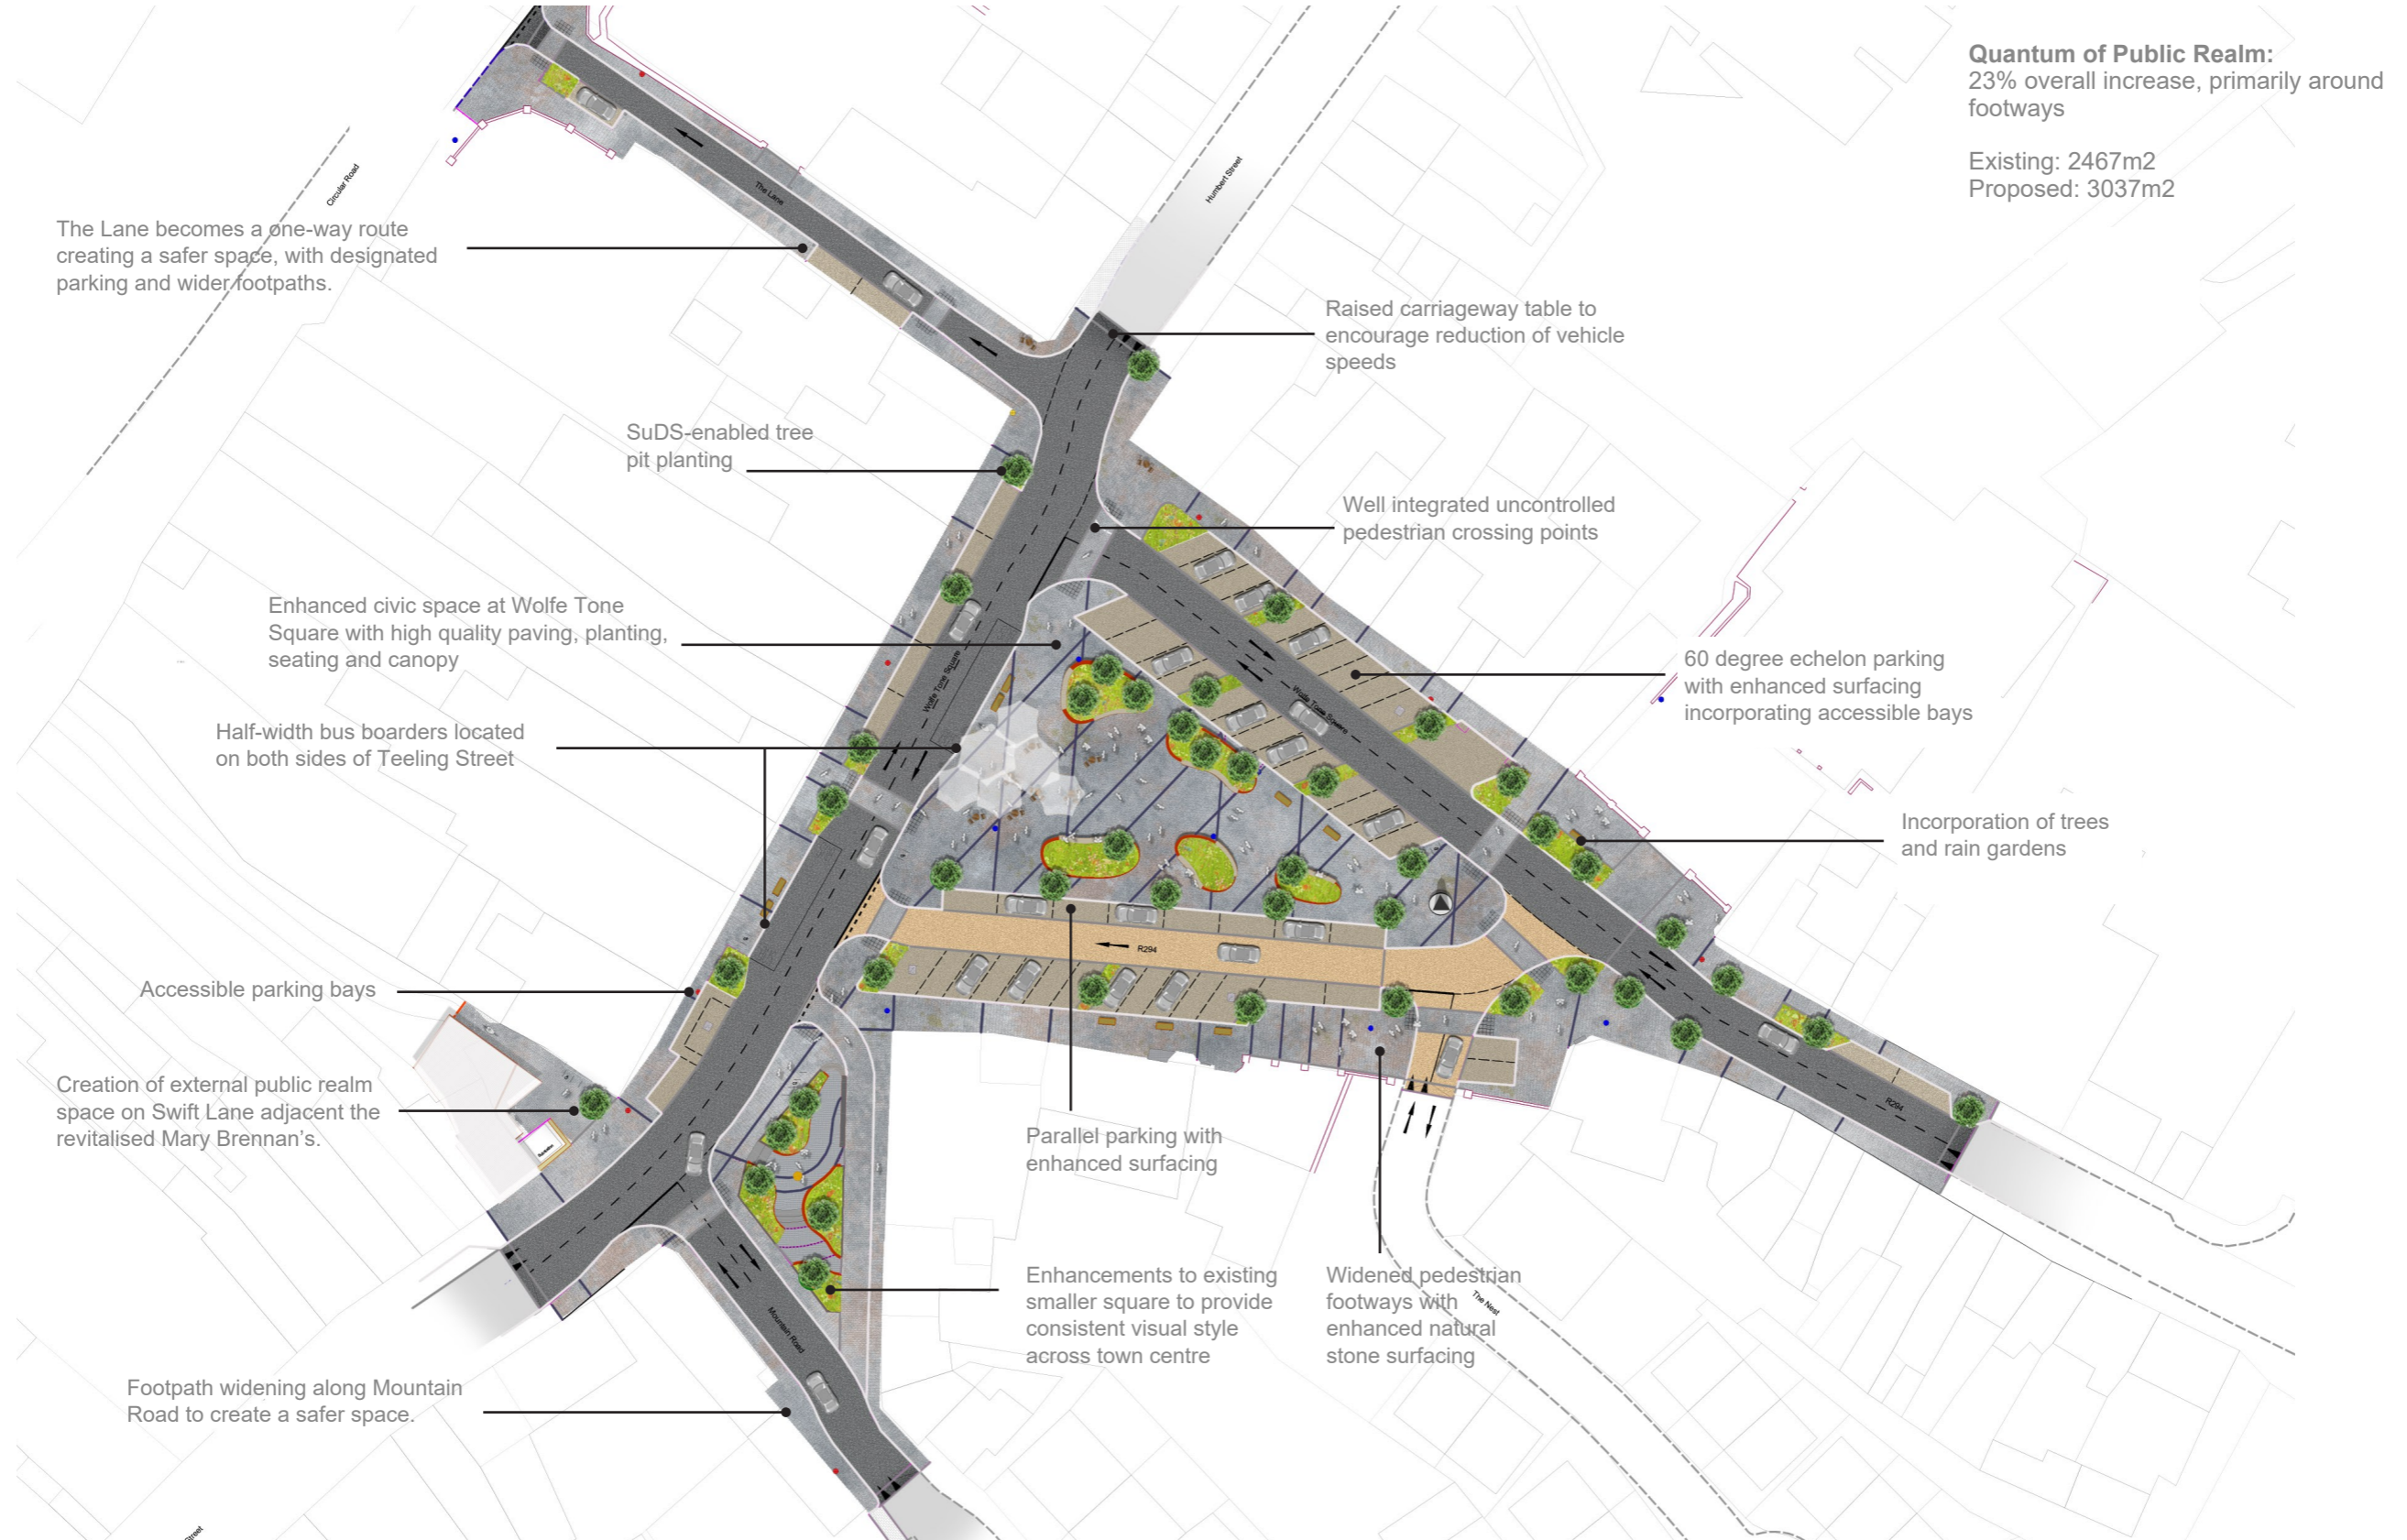 Quantum of Public Realm:
23% overall increase, primarily around
footways
Existing: 2467m2
Proposed: 3037m2
Circular Road
Humbert Street
The Lane
The Lane becomes a one-way route
creating a safer space, with designated
parking and wider footpaths.
Raised carriageway table to
encourage reduction of vehicle
speeds
SuDS-enabled tree
pit planting
Well integrated uncontrolled
pedestrian crossing points
Enhanced civic space at Wolfe Tone
Square with high quality paving, planting,
seating and canopy
Wolfe Tone Square
Wolfe Tone Square
60 degree echelon parking
with enhanced surfacing
incorporating accessible bays
Half-width bus boarders located
on both sides of Teeling Street
Incorporation of trees
and rain gardens
R294
Accessible parking bays
Creation of external public realm
space on Swift Lane adjacent the
revitalised Mary Brennan's.
R294
Parallel parking with
enhanced surfacing
Enhancements to existing
smaller square to provide
consistent visual style
across town centre
Widened pedestrian
footways with
enhanced natural
stone surfacing
The Nest
Mountain Road
Footpath widening along Mountain
Road to create a safer space.
Street